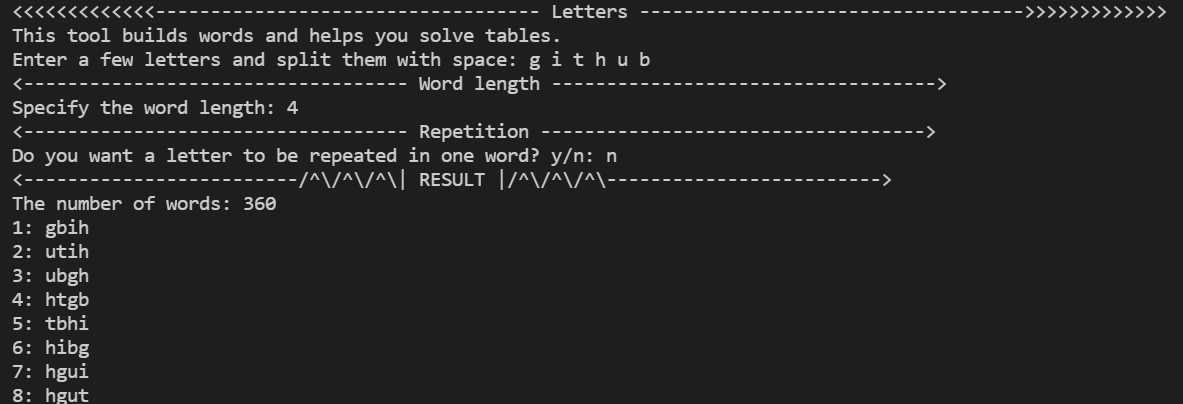 <<<<<<<<<<<<<----------------------------------- Letters ----------------------------------->>>>>>>>>>>>>
This tool builds words and helps you solve tables.
Enter a few letters and split them with space: g i t h u b
<----------------------------------- Word length ----------------------------------->
Specify the word length: 4
<----------------------------------- Repetition ----------------------------------->
Do you want a letter to be repeated in one word? y/n: n
<-------------------------/^\/^\/^\| RESULT |/^\/^\/^\------------------------->
The number of words: 360
1: gbih
2: utih
3: ubgh
4: htgb
5: tbhi
6: hibg
7: hgui
8: hgut